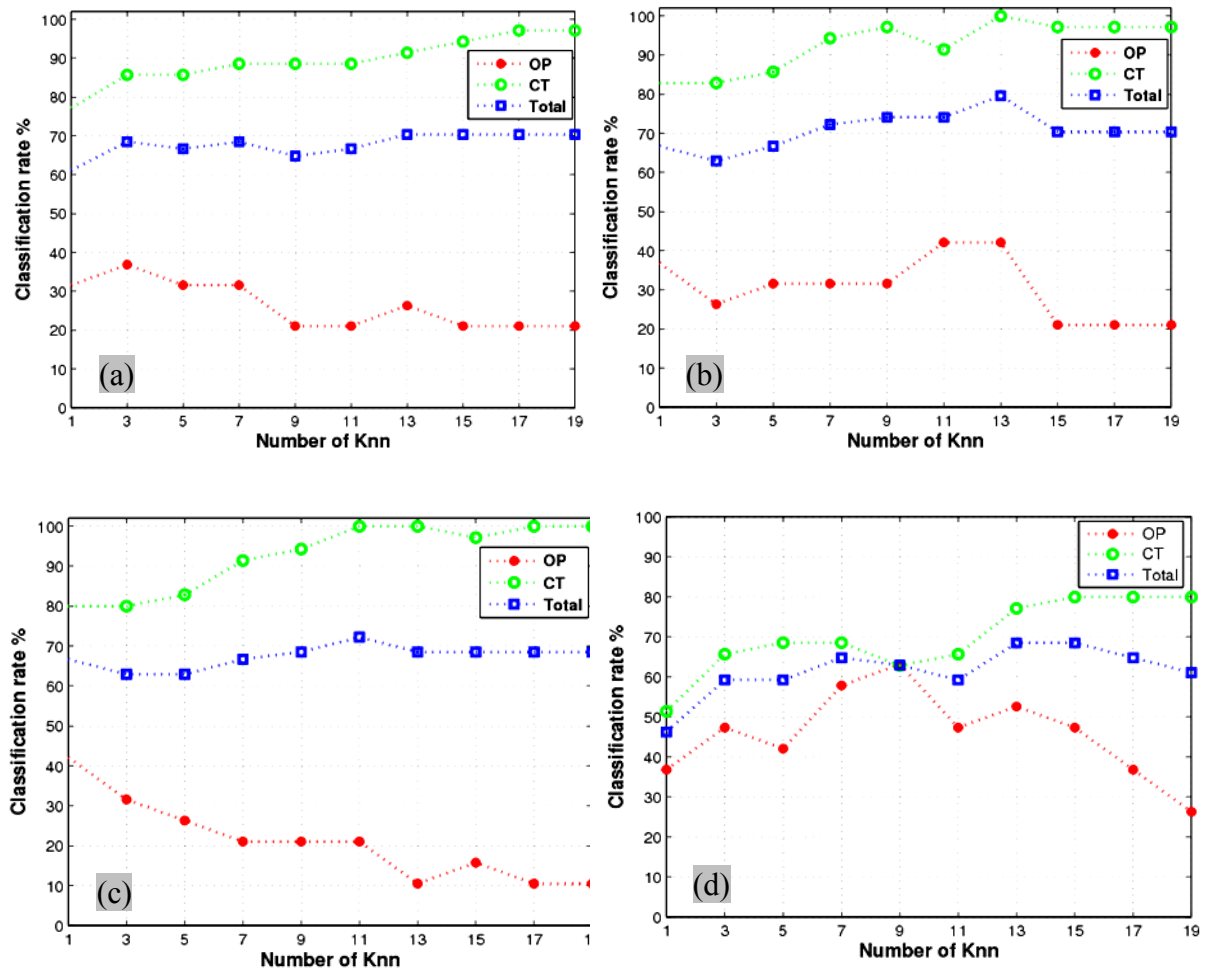 100
90
80
70
60
50
40
30
20
10
0
Classification rate %
OP
CT
Total
(a)
1 3 5 7 9 11 13 15 17 19
Number of Knn
100
90
80
70
60
50
40
30
20
10
0
Classification rate %
OP
CT
Total
(b)
1 3 5 7 9 11 13 15 17 19
Number of Knn
100
90
80
70
60
50
40
30
20
10
0
Classification rate %
OP
CT
Total
(c)
1 3 5 7 9 11 13 15 17 1
Number of Knn
100
90
80
70
60
50
40
30
20
10
0
Classification rate %
OP
CT
Total
(d)
1 3 5 7 9 11 13 15 17 19
Number of Knn